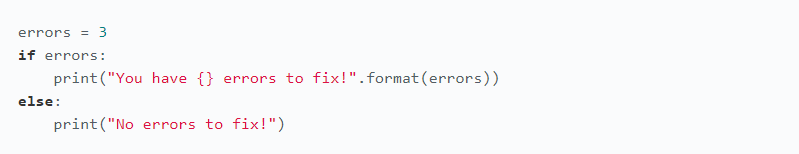 errors = 3
if errors:
    print("You have {} errors to fix!".format(errors))
else:
    print("No errors to fix!")